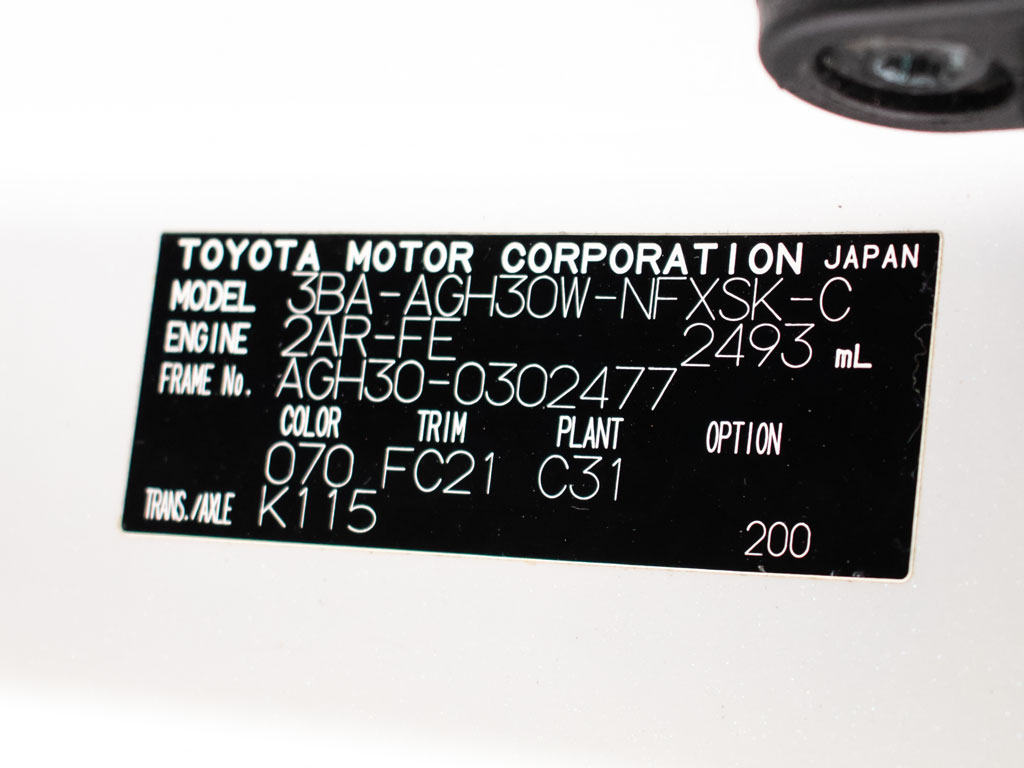 TOYOTA MOTOR CORPORATION JAPAN
MODEL 3BA-AGH30W-NFXSK-C
ENGINE 2AR-FE 2493 mL
FRAME No. AGH30-0302477
COLOR TRIM PLANT OPTION
070 FC21 C31
TRANS./AXLE K115
200